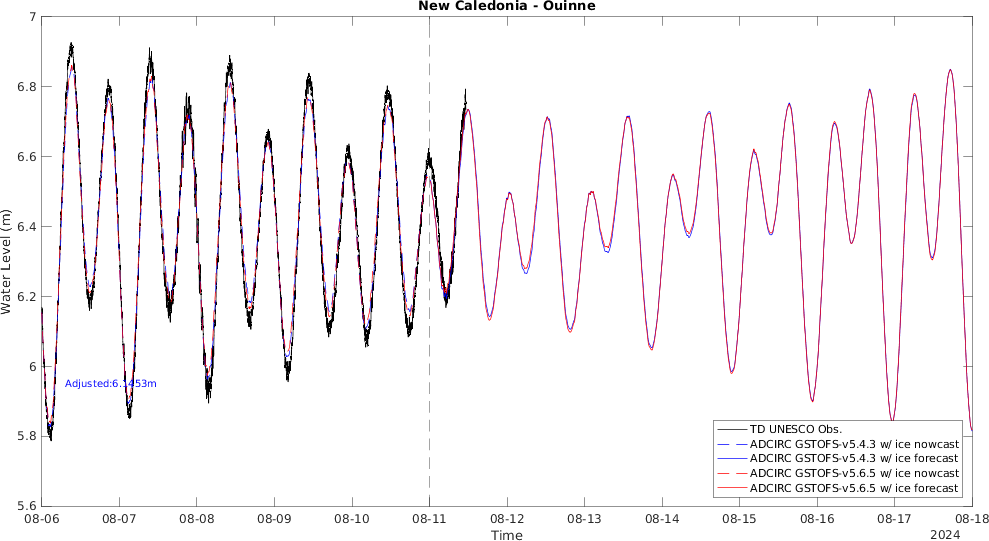 New Caledonia - Ouinne
7
6.8
6.6
6.4
6.2
6
5.8
5.6
Water Level (m)
Adjusted:6.1453m
TD UNESCO Obs.
ADCIRC GSTOFS-v5.4.3 w/ ice nowcast
ADCIRC GSTOFS-v5.4.3 w/ ice forecast
ADCIRC GSTOFS-v5.6.5 w/ ice nowcast
ADCIRC GSTOFS-v5.6.5 w/ ice forecast
08-06 08-07 08-08 08-09 08-10 08-11 08-12 08-13 08-14 08-15 08-16 08-17 08-18
Time
2024